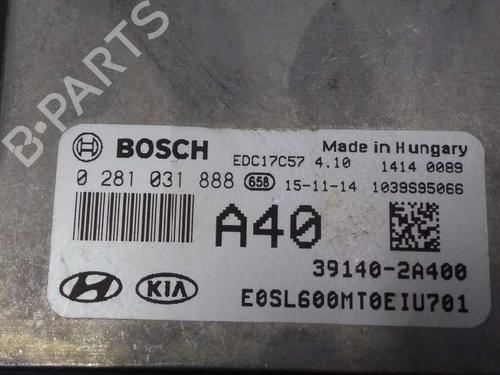 B-PARTS
BOSCH
EDC17C57 4.10
Made in Hungary
1414 0089
0 281 031 888
65B
15-11-14
1039S95066
A40
39140-2A400
KIA
E0SL600MT0EIU701